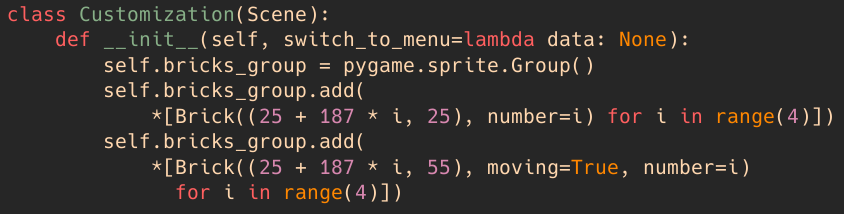 class Customization(Scene):
    def __init__(self, switch_to_menu=lambda data: None):
        self.bricks_group = pygame.sprite.Group()
        self.bricks_group.add(
            *[Brick((25 + 187 * i, 25), number=i) for i in range(4)])
        self.bricks_group.add(
            *[Brick((25 + 187 * i, 55), moving=True, number=i)
              for i in range(4)])